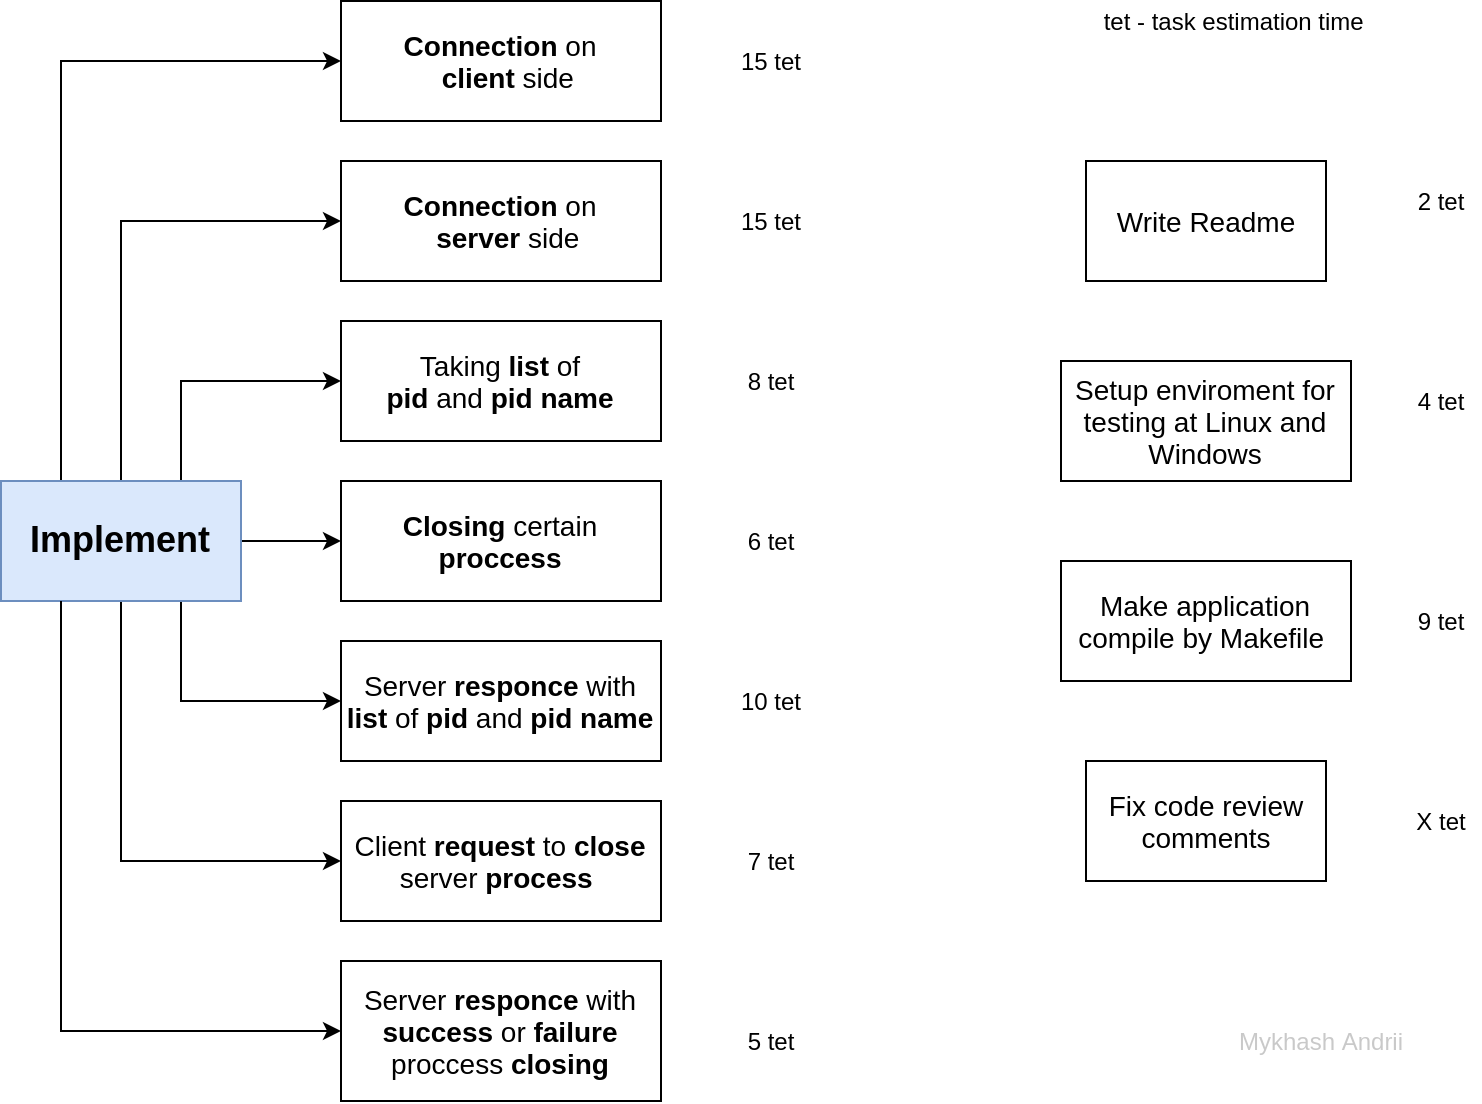 Connection on
client side
15 tet
Connection on
server side
15 tet
Taking list of
pid and pid name
8 tet
Implement
Closing certain
proccess
6 tet
Server responce with
list of pid and pid name
10 tet
Client request to close
server process
7 tet
Server responce with
success or failure
proccess closing
5 tet
tet - task estimation time
Write Readme
2 tet
Setup enviroment for
testing at Linux and
Windows
4 tet
Make application
compile by Makefile
9 tet
Fix code review
comments
X tet
Mykhash Andrii